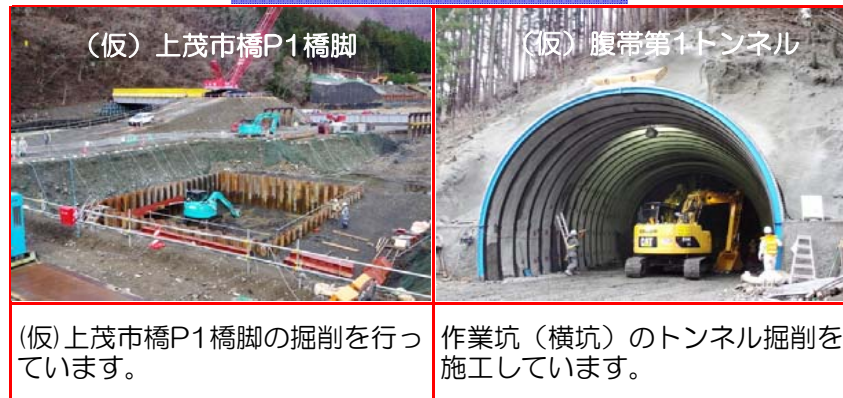 （仮）上茂市橋P1橋脚
（仮）腹帯第1トンネル
CAT
(仮)上茂市橋P1橋脚の掘削を行っ
ています。
作業坑（横坑）のトンネル掘削を
施工しています。